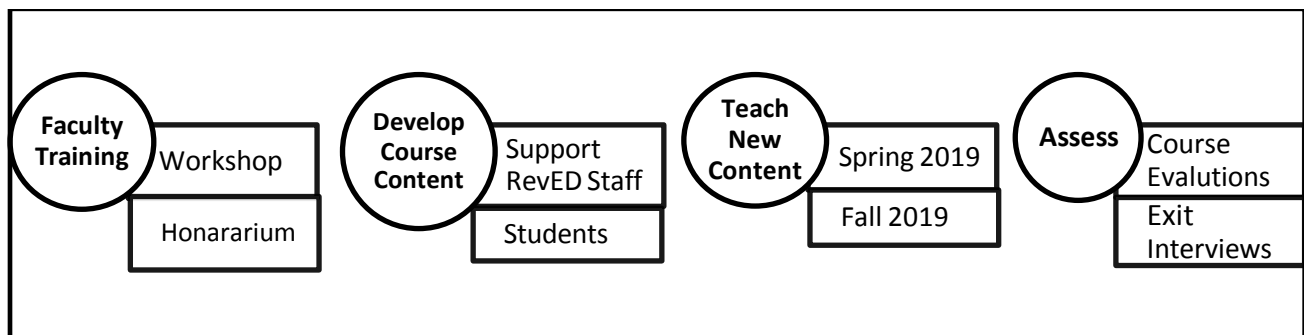 Faculty
Training
Workshop
Honararium
Develop
Course
Content
Support
RevED Staff
Students
Teach
New
Content
Spring 2019
Fall 2019
Assess
Course
Evalutions
Exit
Interviews